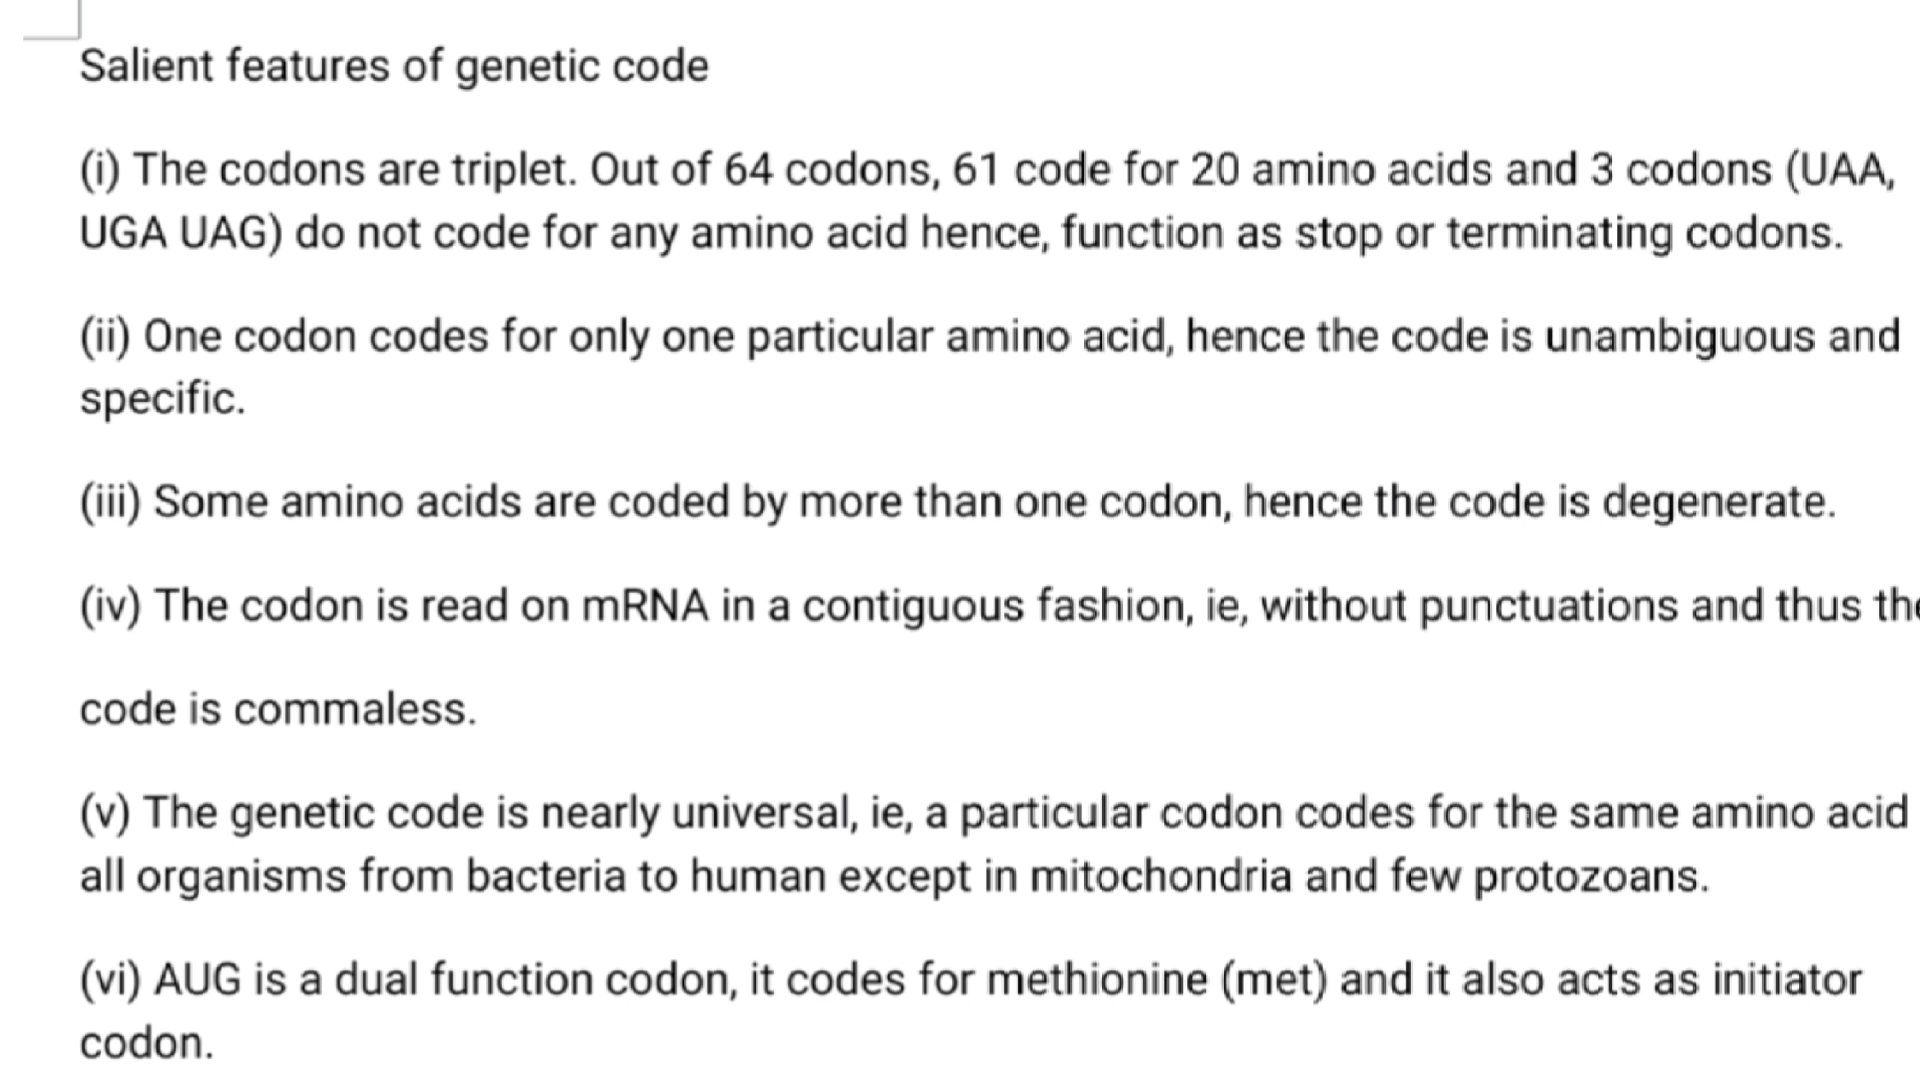 Salient features of genetic code
(i) The codons are triplet. Out of 64 codons, 61 code for 20 amino acids and 3 codons (UAA,
UGA UAG) do not code for any amino acid hence, function as stop or terminating codons.
(ii) One codon codes for only one particular amino acid, hence the code is unambiguous and
specific.
(iii) Some amino acids are coded by more than one codon, hence the code is degenerate.
(iv) The codon is read on mRNA in a contiguous fashion, ie, without punctuations and thus the
code is commaless.
(v) The genetic code is nearly universal, ie, a particular codon codes for the same amino acid
all organisms from bacteria to human except in mitochondria and few protozoans.
(vi) AUG is a dual function codon, it codes for methionine (met) and it also acts as initiator
codon.